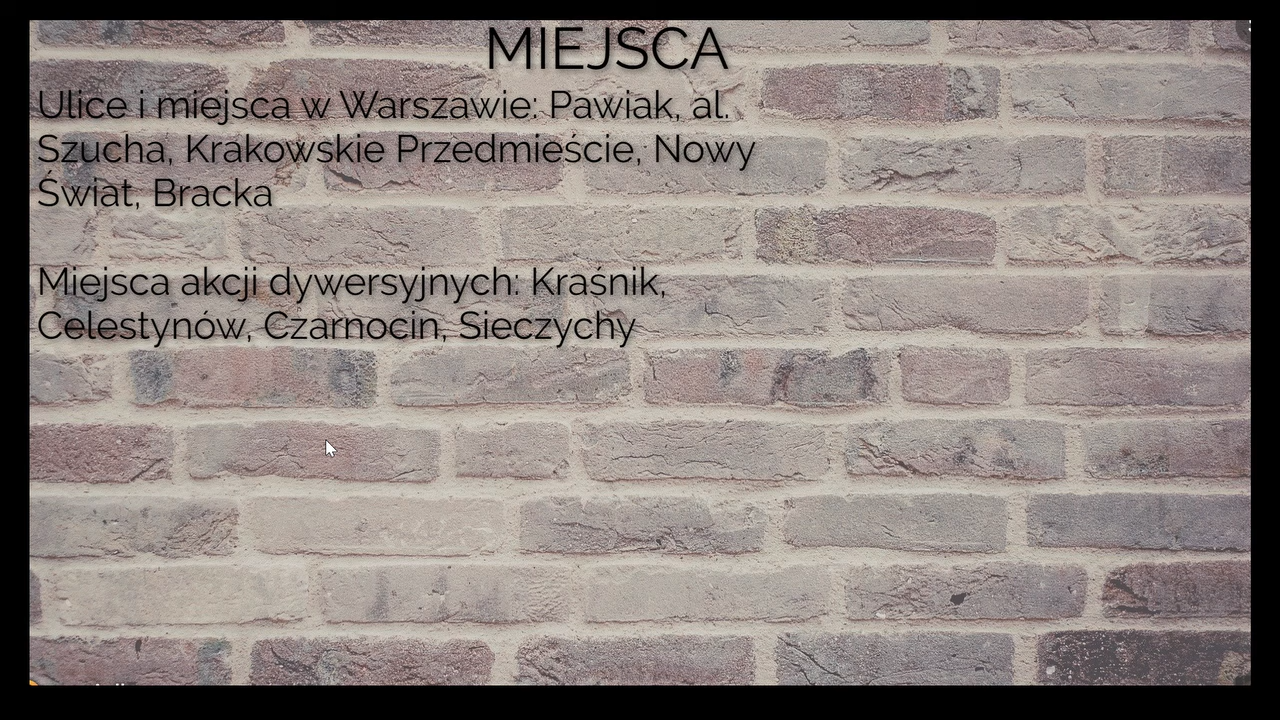 MIEJSCA
Ulice i miejsca w Warszawie: Pawiak, al.
Szucha, Krakowskie Przedmieście, Nowy
Świat, Bracka
Miejsca akcji dywersyjnych: Kraśnik,
Celestynów, Czarnocin, Sieczychy